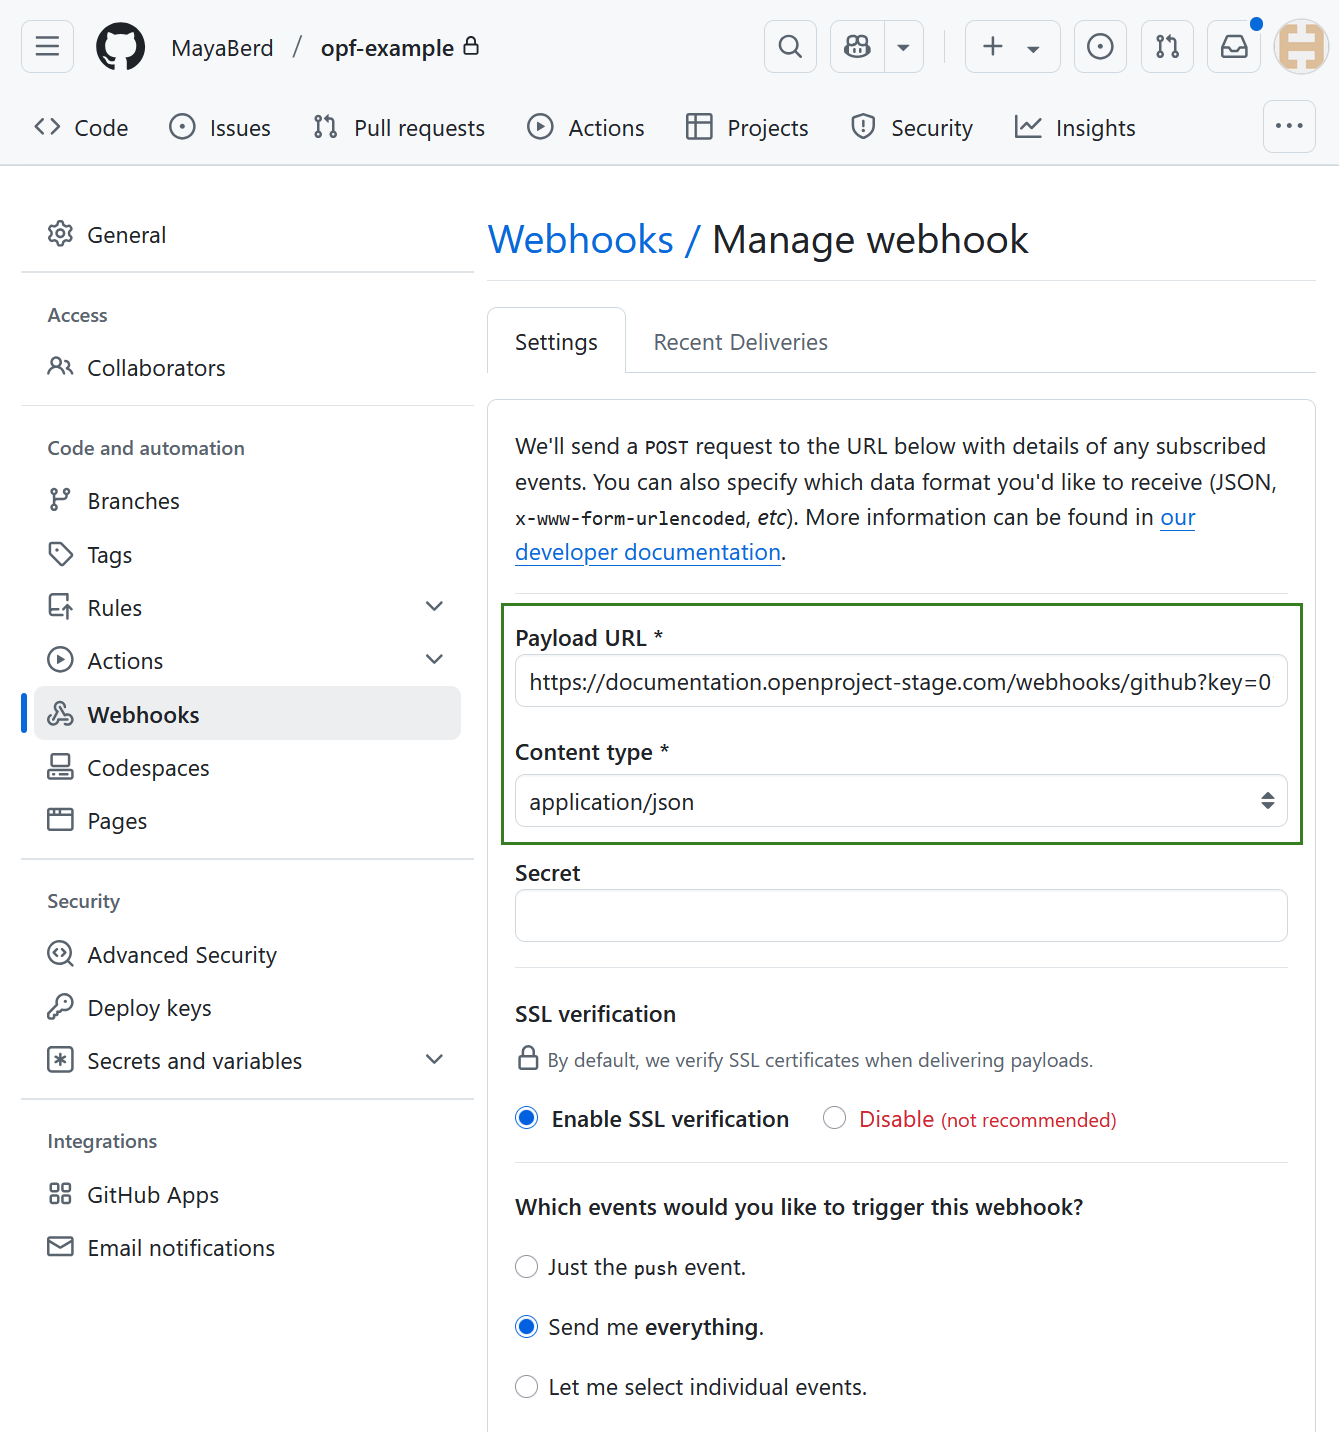 MayaBerd / opf-example
Code Issues Pull requests Actions Projects Security Insights
General
Access
Collaborators
Code and automation
Branches
Tags
Rules
Actions
Webhooks
Codespaces
Pages
Security
Advanced Security
Deploy keys
Secrets and variables
Integrations
GitHub Apps
Email notifications
Webhooks / Manage webhook
Settings Recent Deliveries
We'll send a POST request to the URL below with details of any subscribed
events. You can also specify which data format you'd like to receive (JSON,
x-www-form-urlencoded, etc). More information can be found in our
developer documentation.
Payload URL *
https://documentation.openproject-stage.com/webhooks/github?key=0
Content type *
application/json
Secret
SSL verification
By default, we verify SSL certificates when delivering payloads.
Enable SSL verification Disable (not recommended)
Which events would you like to trigger this webhook?
Just the push event.
Send me everything.
Let me select individual events.